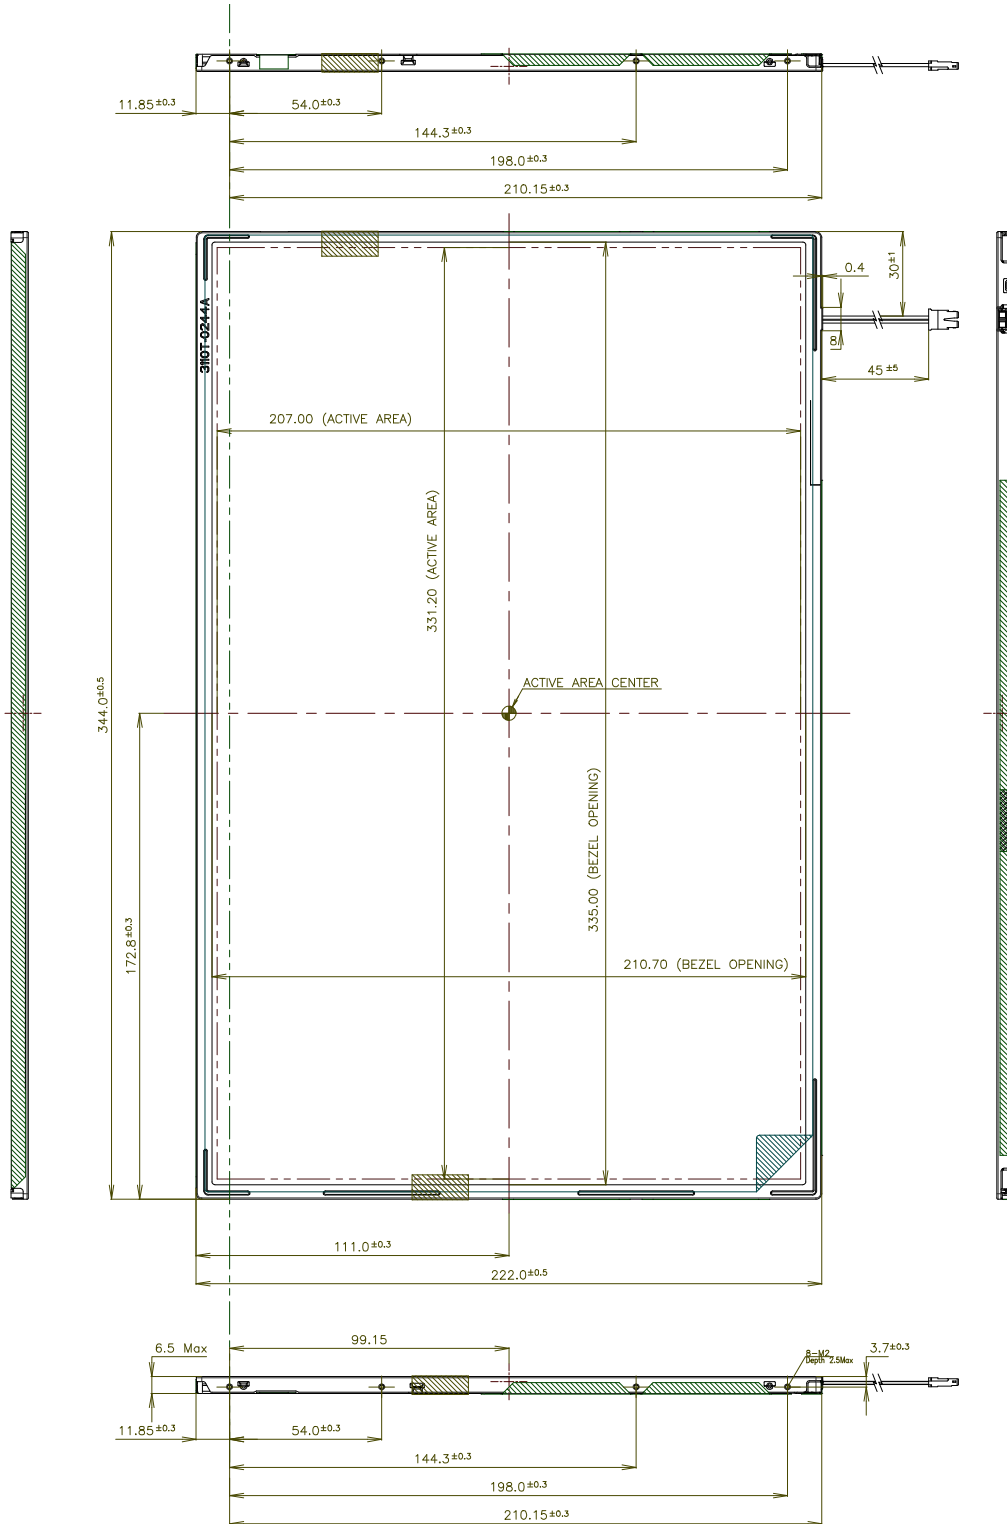 11.85±0.3
54.0±0.3
144.3±0.3
198.0±0.3
210.15±0.3
0.4
30±1
8
45±5
3110T-0244A
207.00 (ACTIVE AREA)
331.20 (ACTIVE AREA)
ACTIVE AREA CENTER
344.0±0.5
335.00 (BEZEL OPENING)
172.8±0.3
210.70 (BEZEL OPENING)
111.0±0.3
222.0±0.5
99.15
6.5 Max
8-M2
Depth 2.5Max
3.7±0.3
11.85±0.3
54.0±0.3
144.3±0.3
198.0±0.3
210.15±0.3